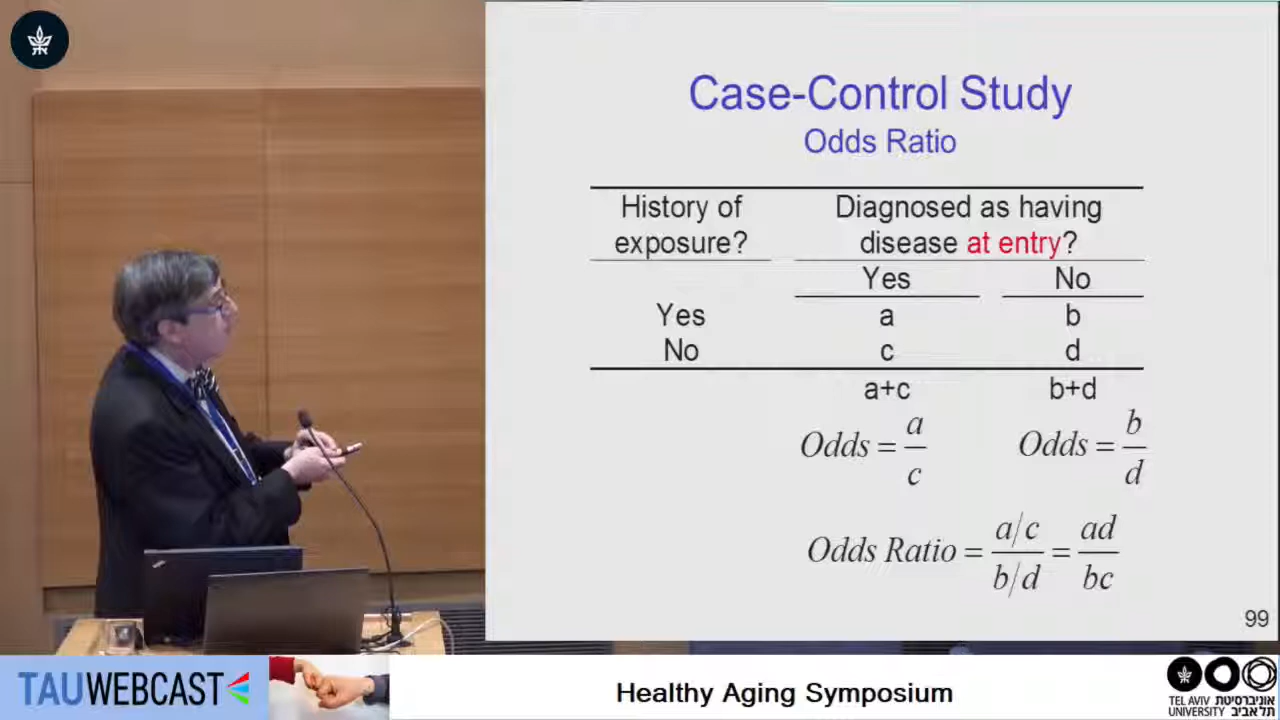 Case-Control Study
Odds Ratio
History of exposure?
Diagnosed as having disease at entry?
Yes No
Yes a b
No c d
a+c b+d
Odds = a/c Odds = b/d
Odds Ratio = (a/c)/(b/d) = ad/bc
99
TAUWEBCAST
Healthy Aging Symposium
TEL AVIV אוניברסיטת
UNIVERSITY תל אביב